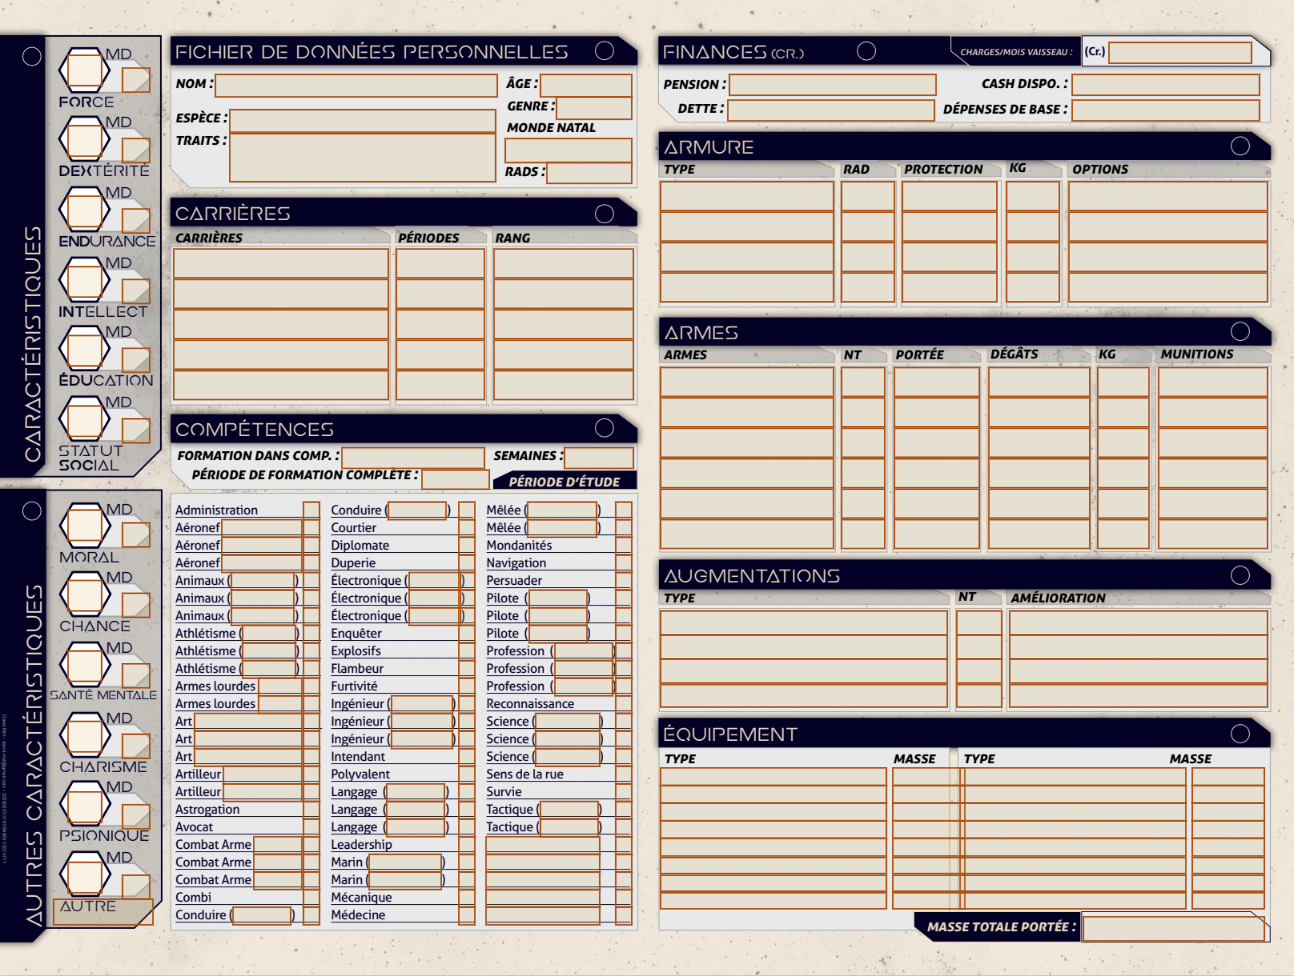 CARACTÉRISTIQUES
MD
FORCE
MD
DEXTÉRITÉ
MD
ENDURANCE
MD
INTELLECT
MD
ÉDUCATION
MD
STATUT
SOCIAL
AUTRES CARACTÉRISTIQUES
MD
MORAL
MD
CHANCE
MD
SANTÉ MENTALE
MD
CHARISME
MD
PSIONIQUE
MD
AUTRE
FICHIER DE DONNÉES PERSONNELLES
NOM :
ÂGE :
GENRE :
ESPÈCE :
MONDE NATAL
TRAITS :
RADS :
CARRIÈRES
CARRIÈRES PÉRIODES RANG
COMPÉTENCES
FORMATION DANS COMP. : SEMAINES :
PÉRIODE DE FORMATION COMPLÈTE : PÉRIODE D'ÉTUDE
Administration
Aéronef
Aéronef
Aéronef
Animaux ( )
Animaux ( )
Animaux ( )
Athlétisme ( )
Athlétisme ( )
Athlétisme ( )
Armes lourdes
Armes lourdes
Art
Art
Art
Artilleur
Artilleur
Astrogation
Avocat
Combat Arme
Combat Arme
Combat Arme
Combi
Conduire ( )
Conduire ( )
Courtier
Diplomate
Duperie
Électronique ( )
Électronique ( )
Électronique ( )
Enquêter
Explosifs
Flambeur
Furtivité
Ingénieur ( )
Ingénieur ( )
Ingénieur ( )
Intendant
Polyvalent
Langage ( )
Langage ( )
Langage ( )
Leadership
Marin ( )
Marin ( )
Mécanique
Médecine
Mêlée ( )
Mêlée ( )
Mondanités
Navigation
Persuader
Pilote ( )
Pilote ( )
Pilote ( )
Profession ( )
Profession ( )
Profession ( )
Reconnaissance
Science ( )
Science ( )
Science ( )
Sens de la rue
Survie
Tactique ( )
Tactique ( )
FINANCES (CR.) CHARGES/MOIS VAISSEAU : (Cr.)
PENSION : CASH DISPO. :
DETTE : DÉPENSES DE BASE :
ARMURE
TYPE RAD PROTECTION KG OPTIONS
ARMES
ARMES NT PORTÉE DÉGÂTS KG MUNITIONS
AUGMENTATIONS
TYPE NT AMÉLIORATION
ÉQUIPEMENT
TYPE MASSE TYPE MASSE
MASSE TOTALE PORTÉE :